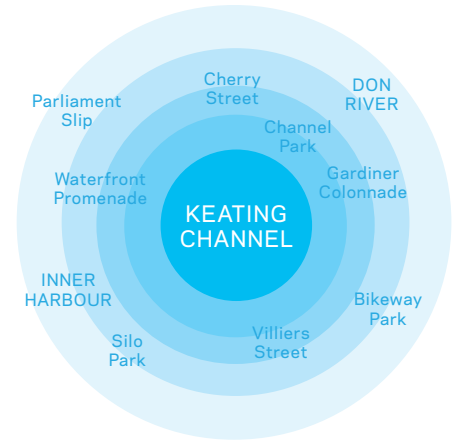 Cherry
Street
DON
RIVER
Parliament
Slip
Channel
Park
Waterfront
Promenade
Gardiner
Colonnade
KEATING
CHANNEL
INNER
HARBOUR
Bikeway
Park
Silo
Park
Villiers
Street